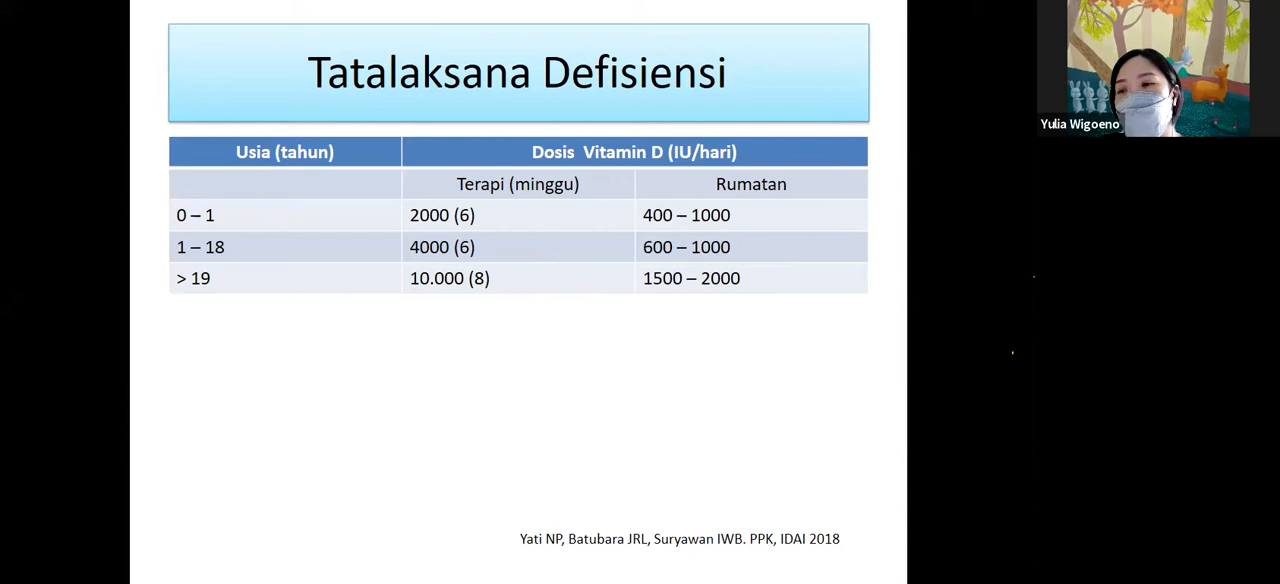 Tatalaksana Defisiensi
Usia (tahun) Dosis Vitamin D (IU/hari)
Terapi (minggu) Rumatan
0 – 1 2000 (6) 400 – 1000
1 – 18 4000 (6) 600 – 1000
> 19 10.000 (8) 1500 – 2000
Yati NP, Batubara JRL, Suryawan IWB. PPK, IDAI 2018
Yulia Wigoeno